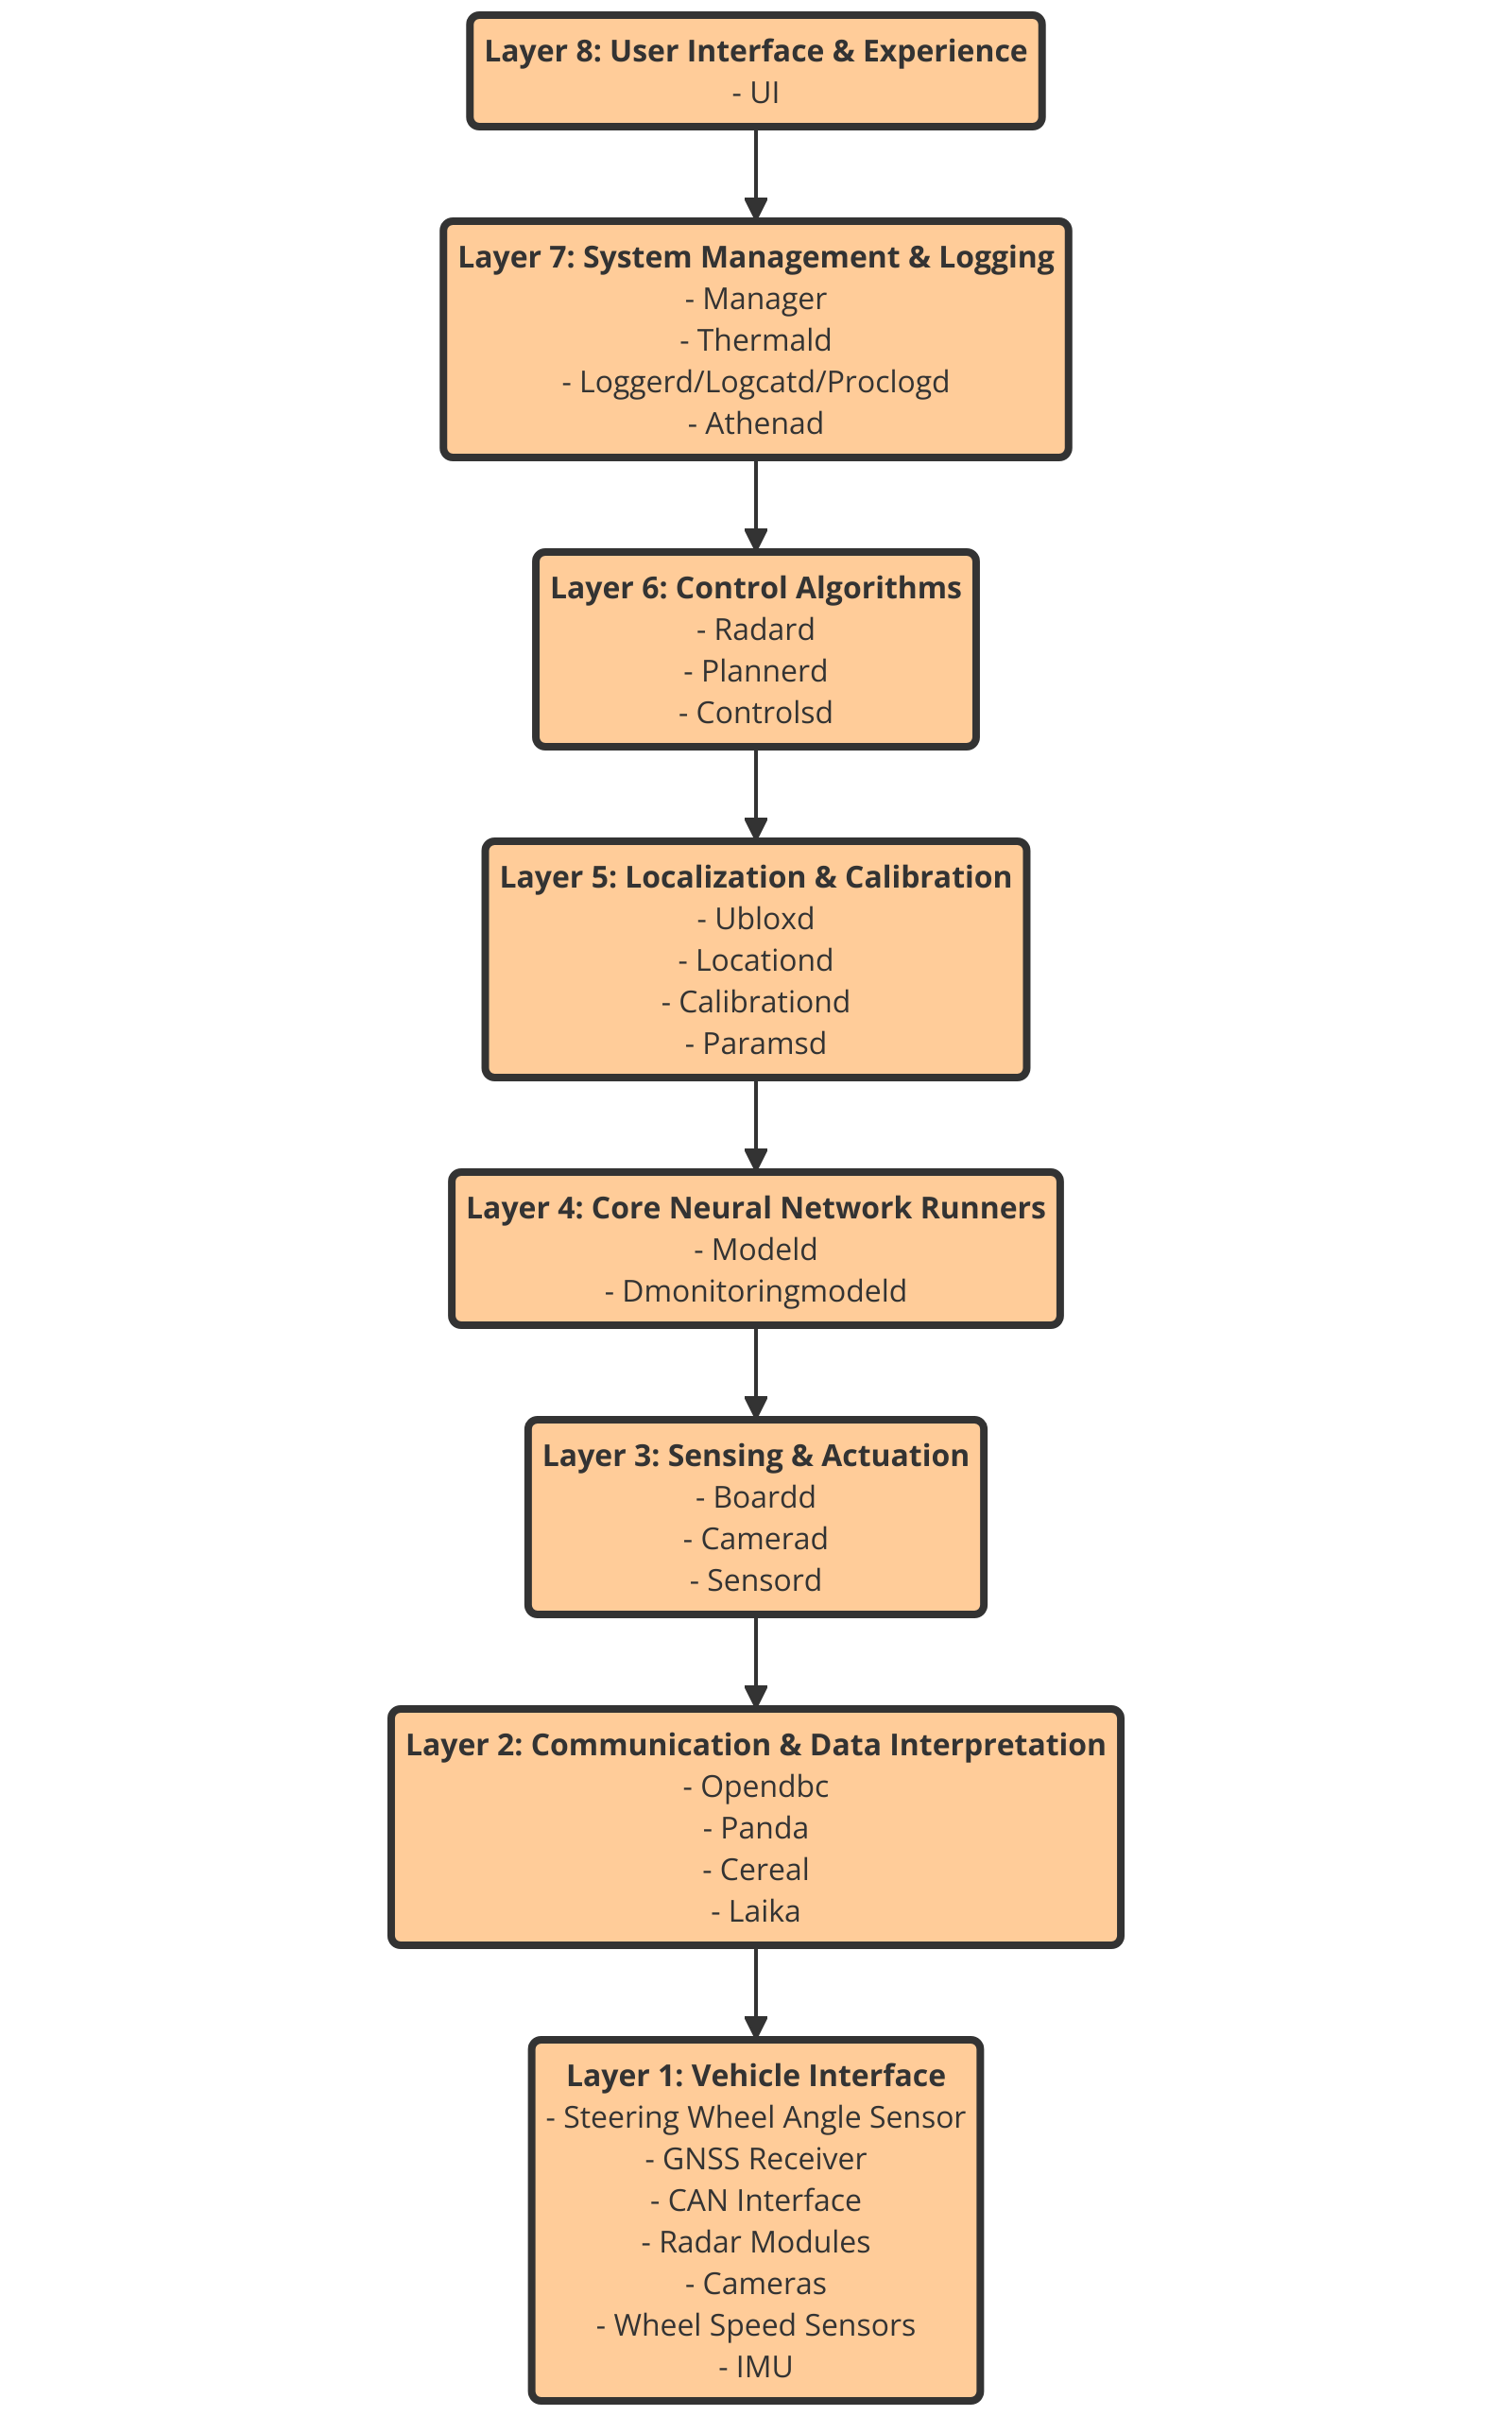 Layer 8: User Interface & Experience
- UI
Layer 7: System Management & Logging
- Manager
- Thermald
- Loggerd/Logcatd/Proclogd
- Athenad
Layer 6: Control Algorithms
- Radard
- Plannerd
- Controlsd
Layer 5: Localization & Calibration
- Ubloxd
- Locationd
- Calibrationd
- Paramsd
Layer 4: Core Neural Network Runners
- Modeld
- Dmonitoringmodeld
Layer 3: Sensing & Actuation
- Boardd
- Camerad
- Sensord
Layer 2: Communication & Data Interpretation
- Opendbc
- Panda
- Cereal
- Laika
Layer 1: Vehicle Interface
- Steering Wheel Angle Sensor
- GNSS Receiver
- CAN Interface
- Radar Modules
- Cameras
- Wheel Speed Sensors
- IMU